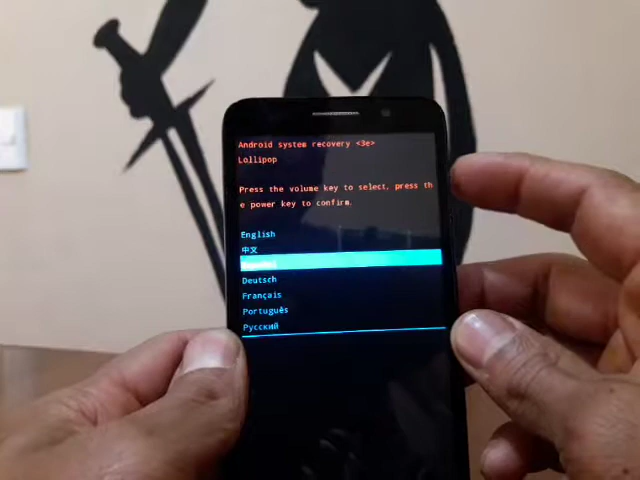 Android system recovery <3e>
Lollipop
Press the volume key to select, press th
e power key to confirm.
English
中文
Español
Deutsch
Français
Português
Русский